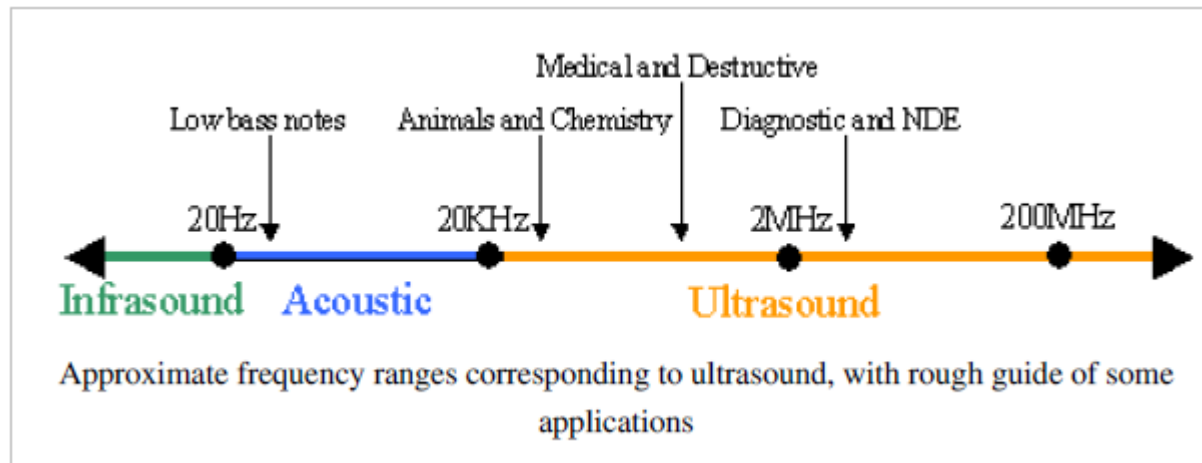 Medical and Destructive
Low bass notes
Animals and Chemistry
Diagnostic and NDE
20Hz
20KHz
2MHz
200MHz
Infrasound
Acoustic
Ultrasound
Approximate frequency ranges corresponding to ultrasound, with rough guide of some
applications